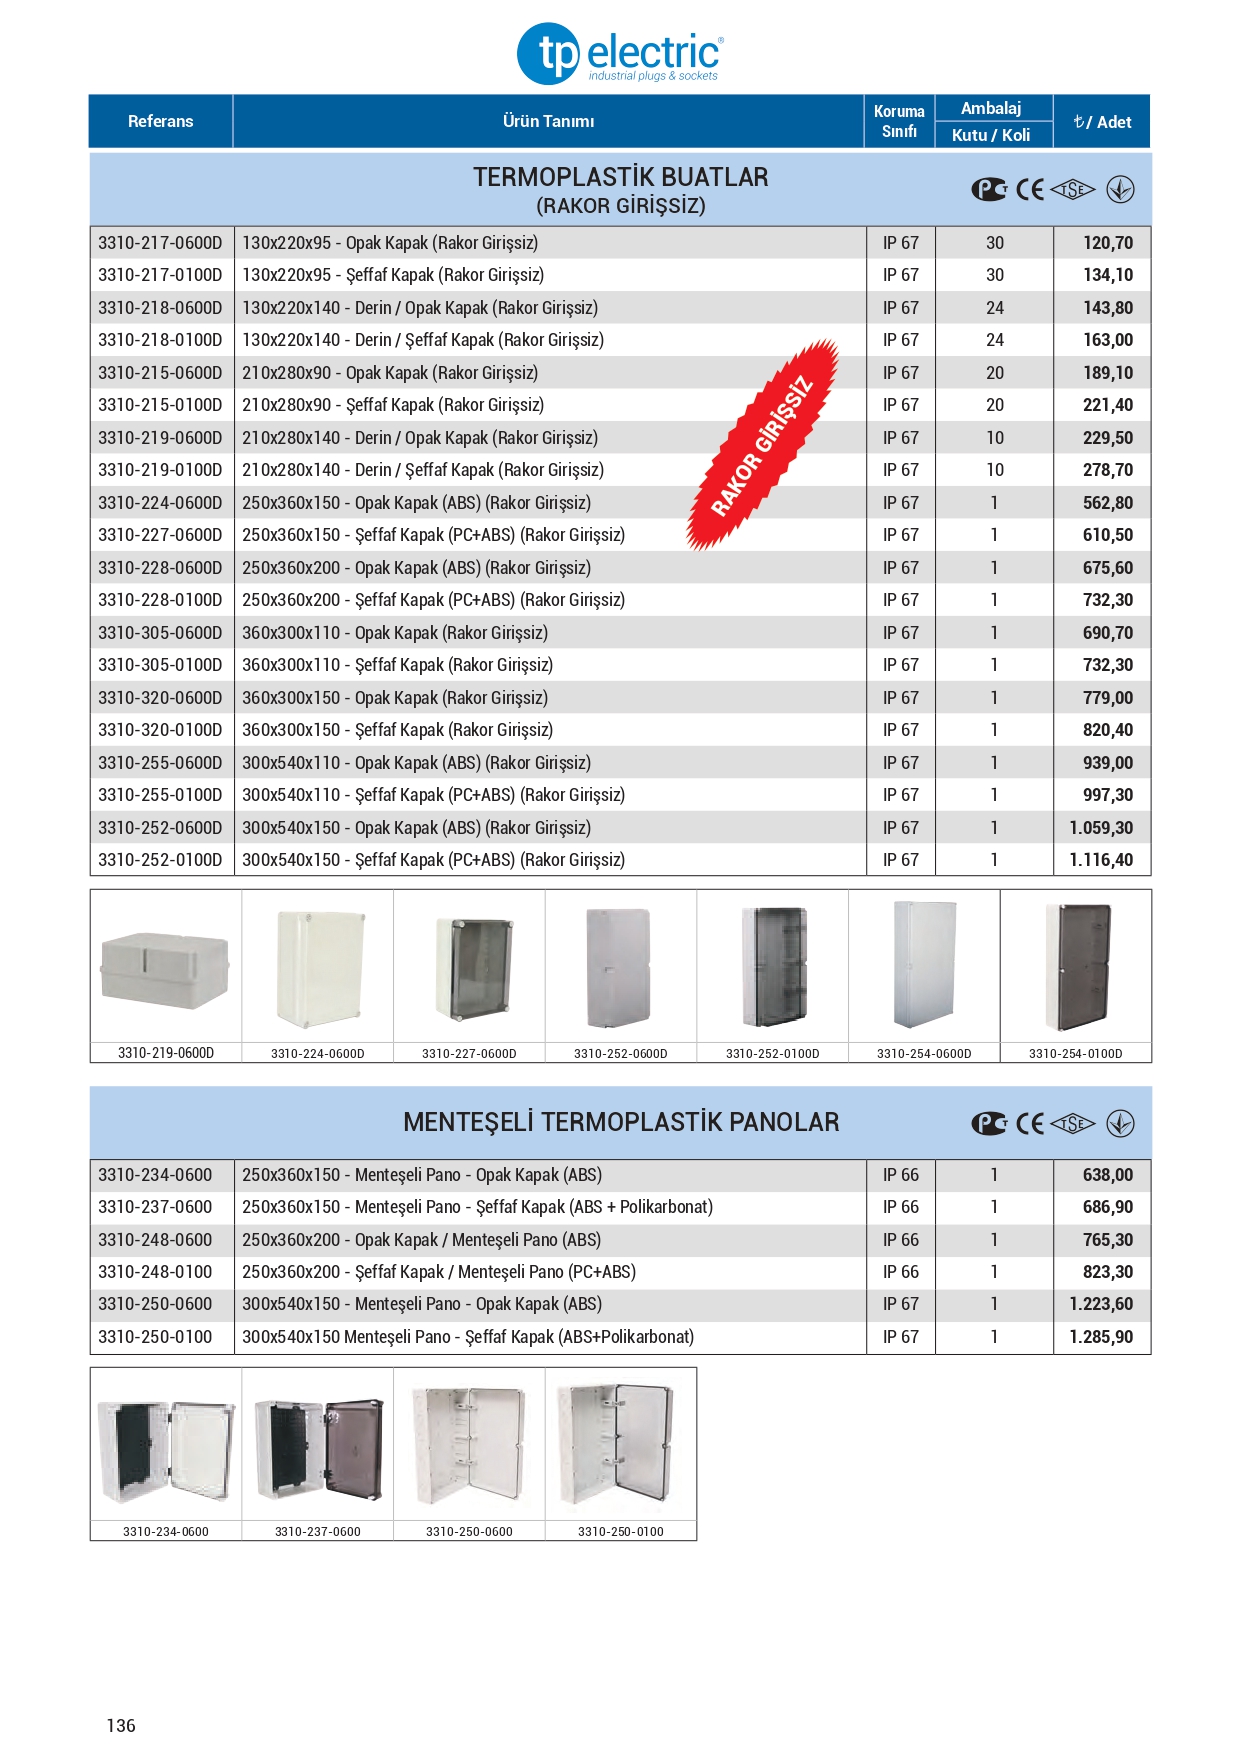 tp electric®
industrial plugs & sockets
Referans Ürün Tanımı Koruma Sınıfı Ambalaj Kutu / Koli ₺/ Adet
TERMOPLASTİK BUATLAR
(RAKOR GİRİŞSİZ)
3310-217-0600D 130x220x95 - Opak Kapak (Rakor Girişsiz) IP 67 30 120,70
3310-217-0100D 130x220x95 - Şeffaf Kapak (Rakor Girişsiz) IP 67 30 134,10
3310-218-0600D 130x220x140 - Derin / Opak Kapak (Rakor Girişsiz) IP 67 24 143,80
3310-218-0100D 130x220x140 - Derin / Şeffaf Kapak (Rakor Girişsiz) IP 67 24 163,00
3310-215-0600D 210x280x90 - Opak Kapak (Rakor Girişsiz) IP 67 20 189,10
3310-215-0100D 210x280x90 - Şeffaf Kapak (Rakor Girişsiz) IP 67 20 221,40
3310-219-0600D 210x280x140 - Derin / Opak Kapak (Rakor Girişsiz) IP 67 10 229,50
3310-219-0100D 210x280x140 - Derin / Şeffaf Kapak (Rakor Girişsiz) IP 67 10 278,70
3310-224-0600D 250x360x150 - Opak Kapak (ABS) (Rakor Girişsiz) IP 67 1 562,80
3310-227-0600D 250x360x150 - Şeffaf Kapak (PC+ABS) (Rakor Girişsiz) IP 67 1 610,50
3310-228-0600D 250x360x200 - Opak Kapak (ABS) (Rakor Girişsiz) IP 67 1 675,60
3310-228-0100D 250x360x200 - Şeffaf Kapak (PC+ABS) (Rakor Girişsiz) IP 67 1 732,30
3310-305-0600D 360x300x110 - Opak Kapak (Rakor Girişsiz) IP 67 1 690,70
3310-305-0100D 360x300x110 - Şeffaf Kapak (Rakor Girişsiz) IP 67 1 732,30
3310-320-0600D 360x300x150 - Opak Kapak (Rakor Girişsiz) IP 67 1 779,00
3310-320-0100D 360x300x150 - Şeffaf Kapak (Rakor Girişsiz) IP 67 1 820,40
3310-255-0600D 300x540x110 - Opak Kapak (ABS) (Rakor Girişsiz) IP 67 1 939,00
3310-255-0100D 300x540x110 - Şeffaf Kapak (PC+ABS) (Rakor Girişsiz) IP 67 1 997,30
3310-252-0600D 300x540x150 - Opak Kapak (ABS) (Rakor Girişsiz) IP 67 1 1.059,30
3310-252-0100D 300x540x150 - Şeffaf Kapak (PC+ABS) (Rakor Girişsiz) IP 67 1 1.116,40
RAKOR GİRİŞSİZ
3310-219-0600D 3310-224-0600D 3310-227-0600D 3310-252-0600D 3310-252-0100D 3310-254-0600D 3310-254-0100D
MENTEŞELİ TERMOPLASTİK PANOLAR
3310-234-0600 250x360x150 - Menteşeli Pano - Opak Kapak (ABS) IP 66 1 638,00
3310-237-0600 250x360x150 - Menteşeli Pano - Şeffaf Kapak (ABS + Polikarbonat) IP 66 1 686,90
3310-248-0600 250x360x200 - Opak Kapak / Menteşeli Pano (ABS) IP 66 1 765,30
3310-248-0100 250x360x200 - Şeffaf Kapak / Menteşeli Pano (PC+ABS) IP 66 1 823,30
3310-250-0600 300x540x150 - Menteşeli Pano - Opak Kapak (ABS) IP 67 1 1.223,60
3310-250-0100 300x540x150 Menteşeli Pano - Şeffaf Kapak (ABS+Polikarbonat) IP 67 1 1.285,90
3310-234-0600 3310-237-0600 3310-250-0600 3310-250-0100
136